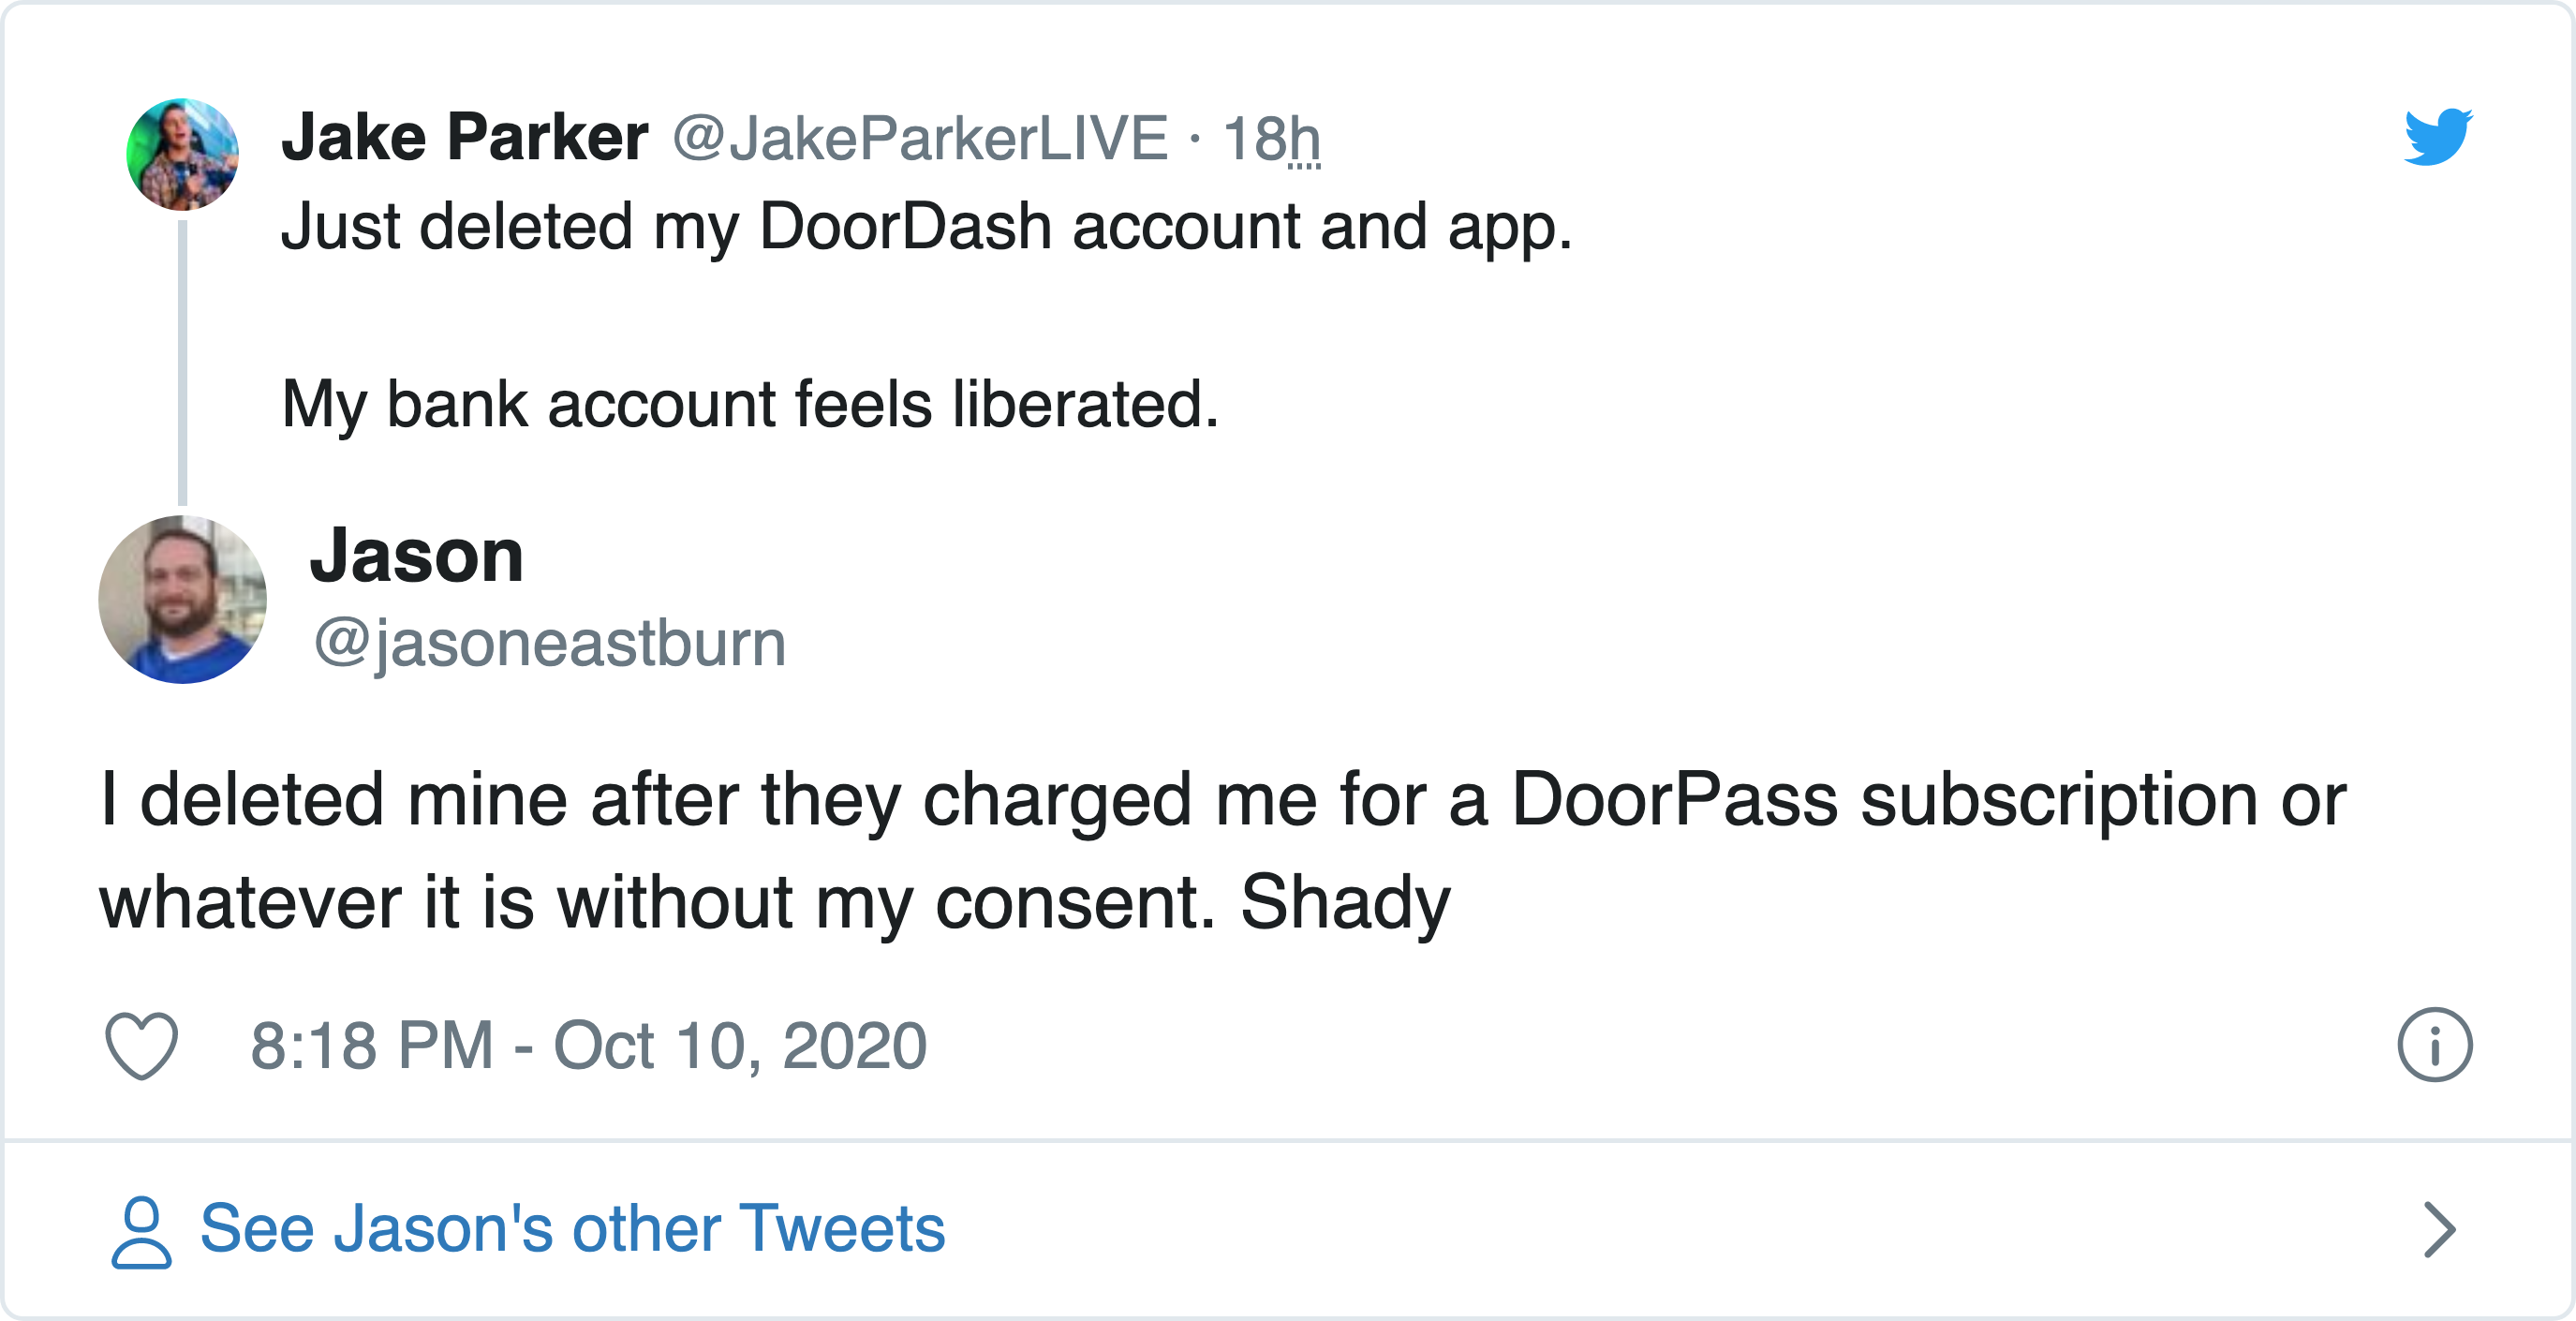 Jake Parker @JakeParkerLIVE · 18h
Just deleted my DoorDash account and app.
My bank account feels liberated.
Jason
@jasoneastburn
I deleted mine after they charged me for a DoorPass subscription or
whatever it is without my consent. Shady
8:18 PM - Oct 10, 2020
See Jason's other Tweets